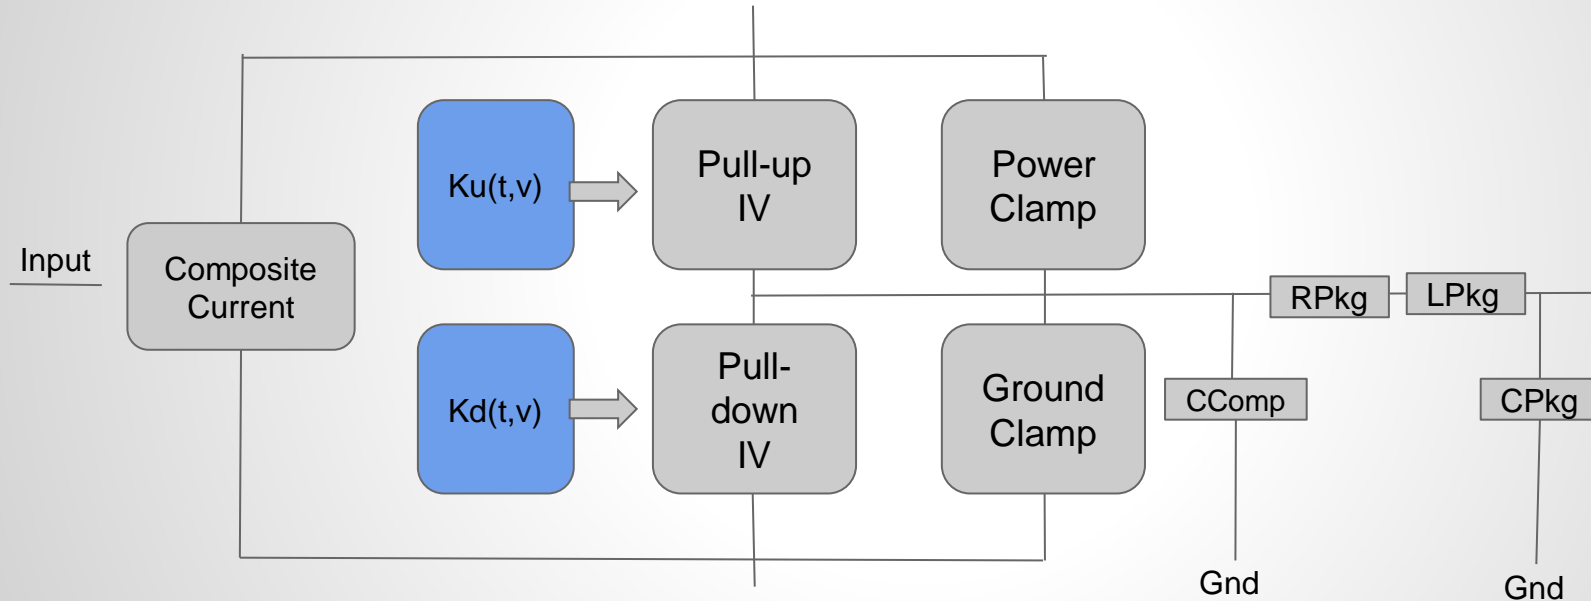 Input
Composite
Current
Ku(t,v)
Kd(t,v)
Pull-up
IV
Pull-
down
IV
Power
Clamp
Ground
Clamp
RPkg
LPkg
CComp
CPkg
Gnd
Gnd